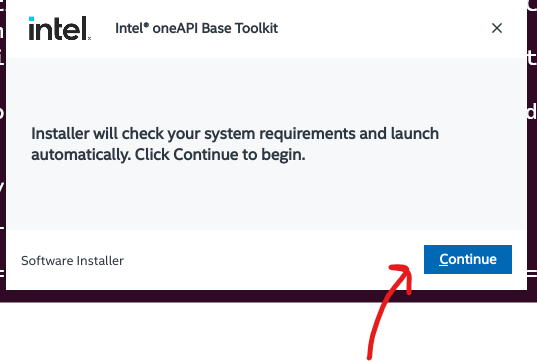 intel.
Intel® oneAPI Base Toolkit
Installer will check your system requirements and launch
automatically. Click Continue to begin.
Software Installer
Continue